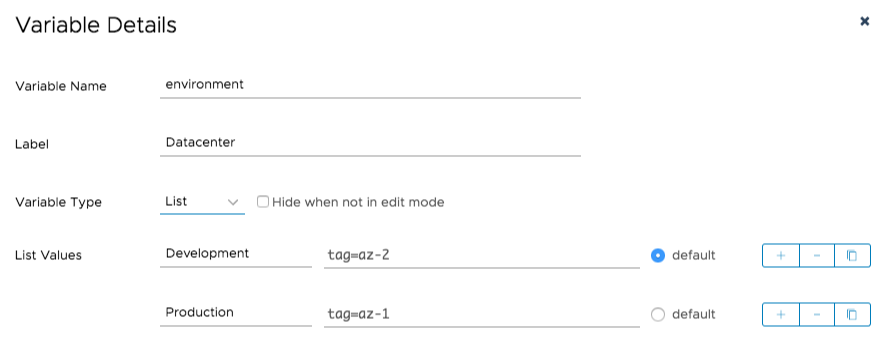 Variable Details
Variable Name environment
Label Datacenter
Variable Type List Hide when not in edit mode
List Values Development tag=az-2 default
Production tag=az-1 default